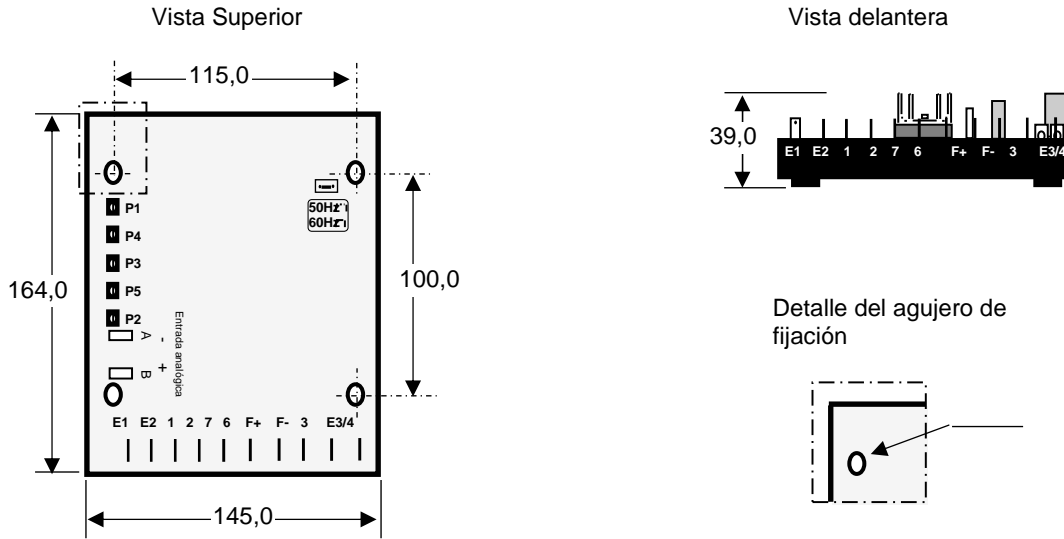 Vista Superior
115,0
164,0
P1
P4
P3
P5
P2
50Hz
60Hz
100,0
A -
B +
Entrada analógica
E1 E2 1 2 7 6 F+ F- 3 E3/4
145,0
Vista delantera
39,0
E1 E2 1 2 7 6 F+ F- 3 E3/4
Detalle del agujero de
fijación